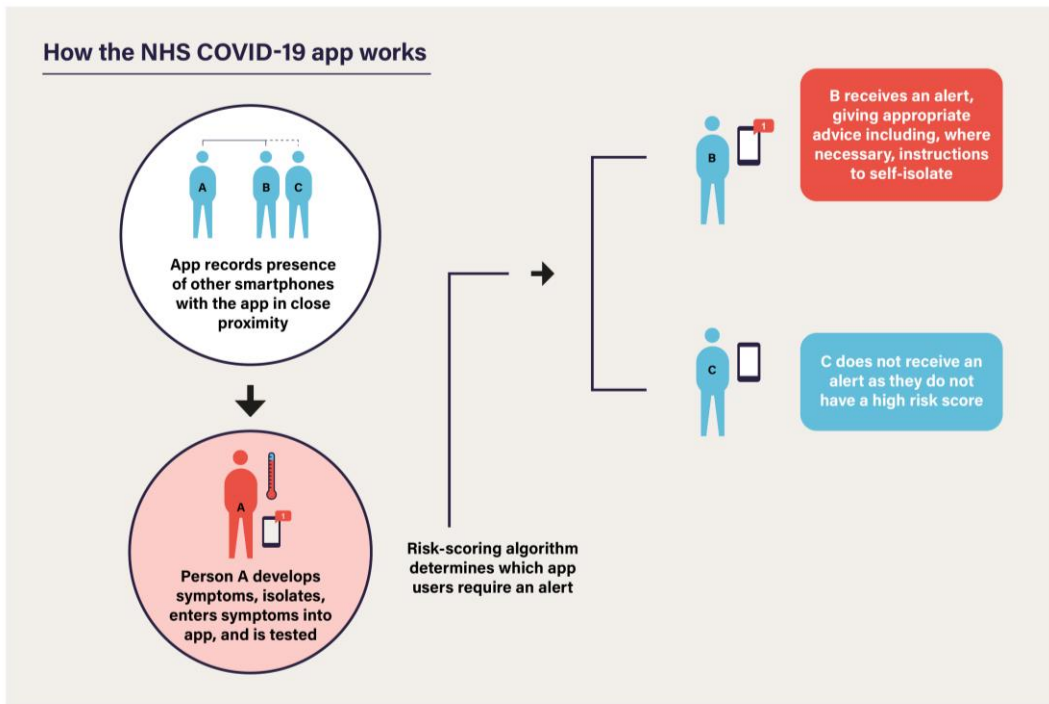 How the NHS COVID-19 app works
A
B
C
App records presence
of other smartphones
with the app in close
proximity
A
1
Person A develops
symptoms, isolates,
enters symptoms into
app, and is tested
Risk-scoring algorithm
determines which app
users require an alert
B
1
B receives an alert,
giving appropriate
advice including, where
necessary, instructions
to self-isolate
C
C does not receive an
alert as they do not
have a high risk score